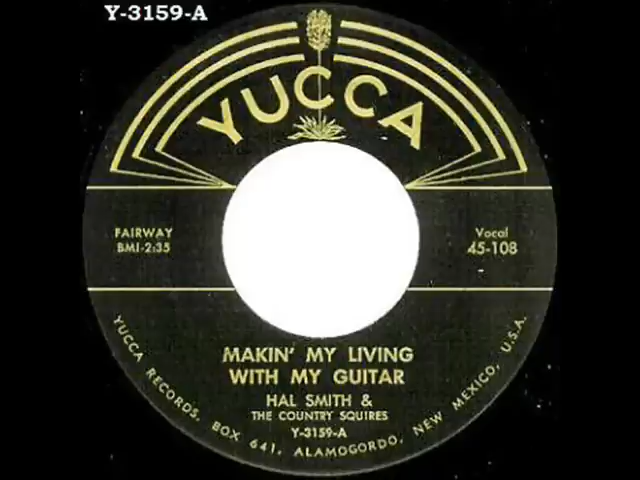 Y-3159-A
YUCCA
FAIRWAY
BMI-2:35
Vocal
45-108
MAKIN' MY LIVING
WITH MY GUITAR
HAL SMITH &
THE COUNTRY SQUIRES
Y-3159-A
YUCCA RECORDS, BOX 641, ALAMOGORDO, NEW MEXICO, U.S.A.